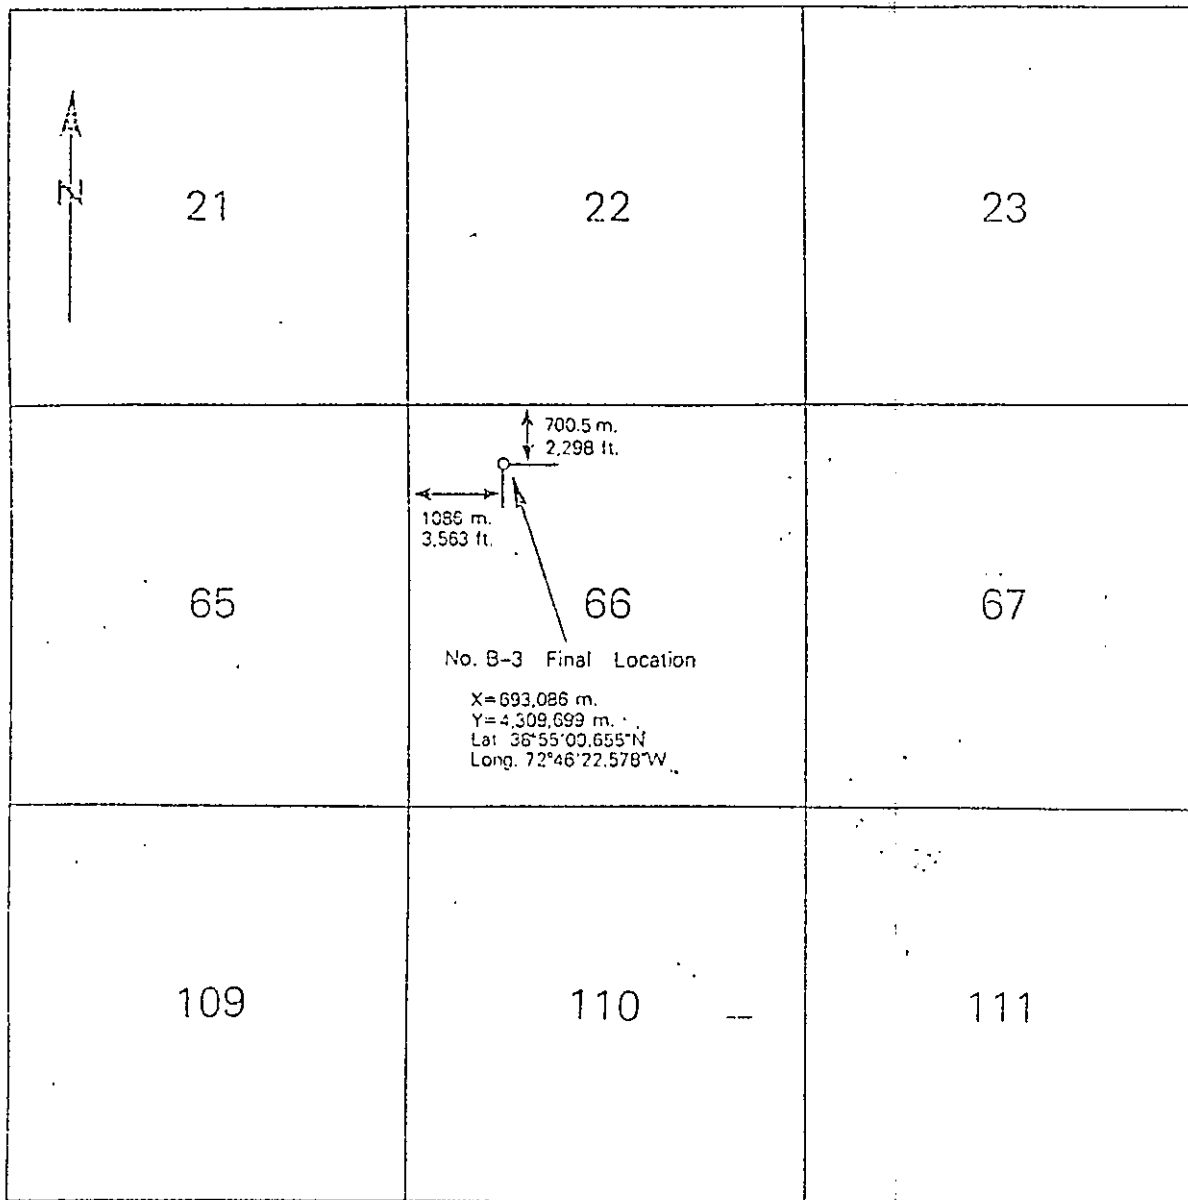 N
21
22
23
700.5 m.
2,298 ft.
1086 m.
3,563 ft.
65
66
67
No. B-3 Final Location
X=693,086 m.
Y=4,309,699 m.
Lat 38°55'00.655"N
Long. 72°46'22.578"W
109
110
111